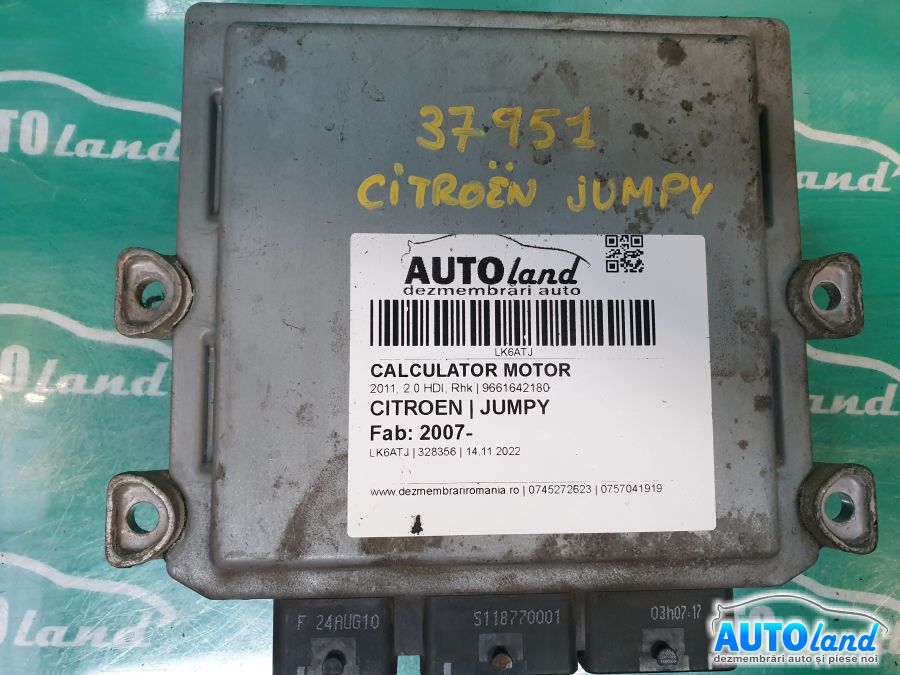 37951
CITROËN JUMPY
AUTOland
dezmembrări auto
LK6ATJ
CALCULATOR MOTOR
2011, 2.0 HDI, Rhk | 9661642180
CITROEN | JUMPY
Fab: 2007-
LK6ATJ | 328356 | 14.11.2022
www.dezmembrariromania.ro | 0745272623 | 0757041919
F 24AUG10
S118770001
03h07:17
AUTOland
dezmembrări auto și piese noi
TOland
AUTOland